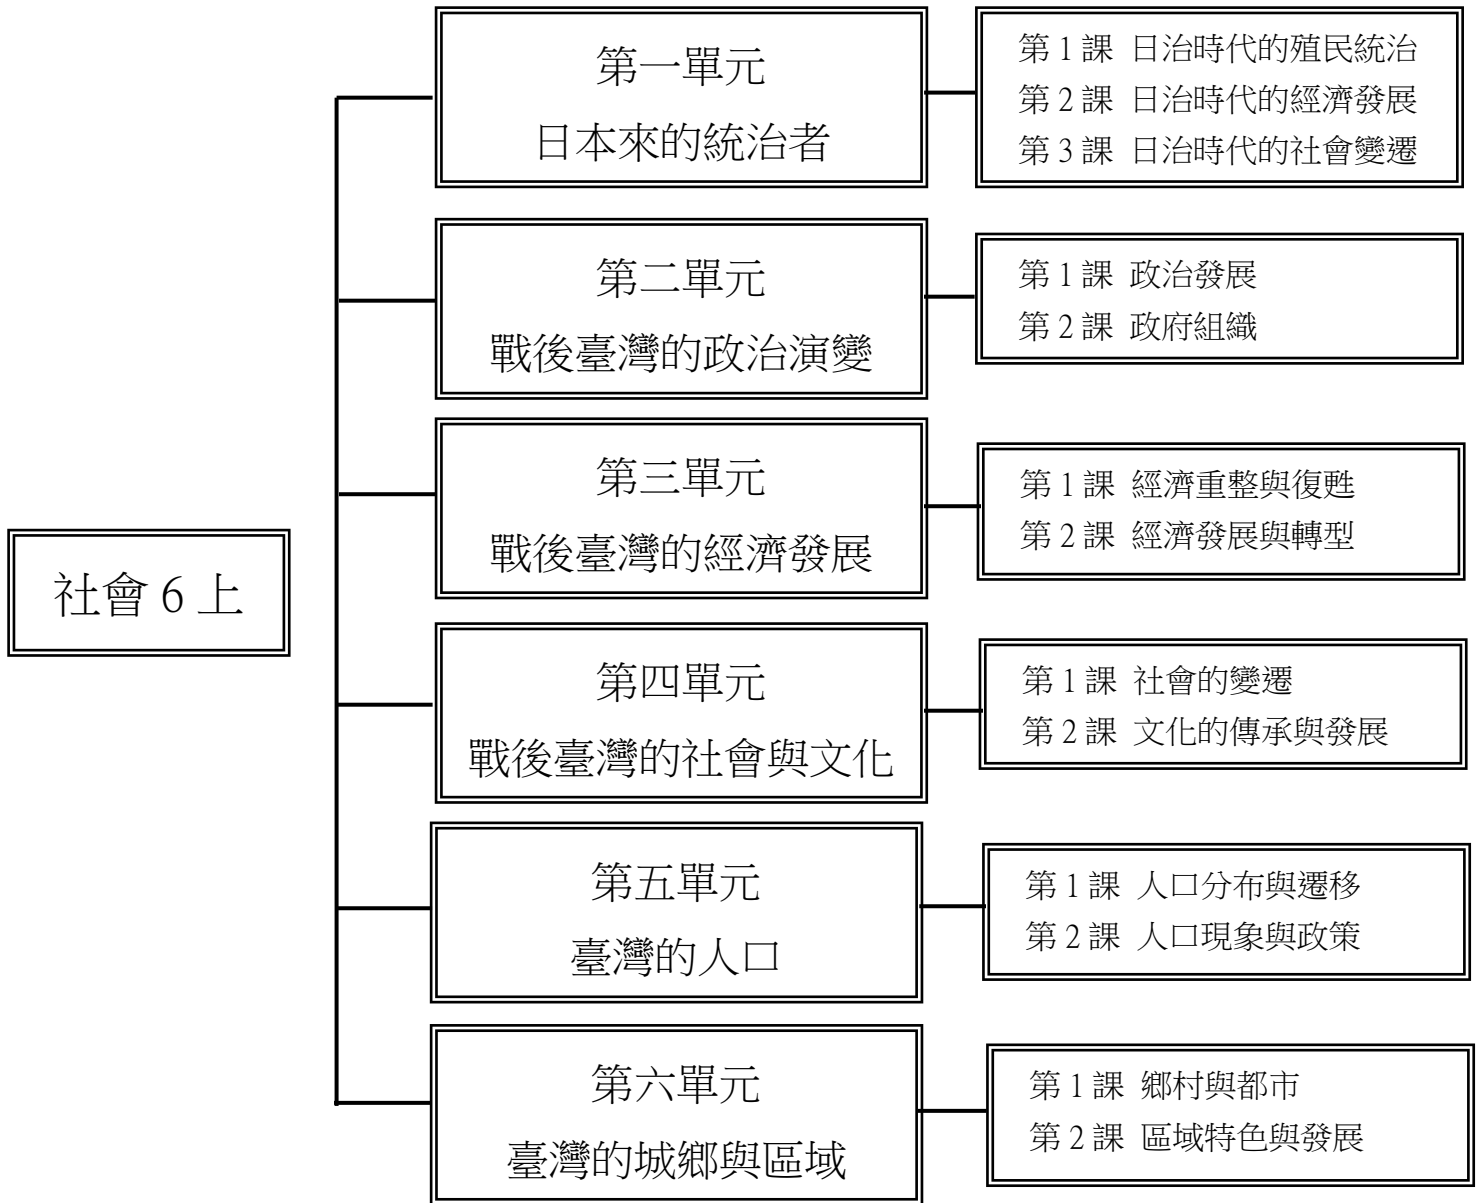 社會 6 上
第一單元
日本來的統治者
第 1 課 日治時代的殖民統治
第 2 課 日治時代的經濟發展
第 3 課 日治時代的社會變遷
第二單元
戰後臺灣的政治演變
第 1 課 政治發展
第 2 課 政府組織
第三單元
戰後臺灣的經濟發展
第 1 課 經濟重整與復甦
第 2 課 經濟發展與轉型
第四單元
戰後臺灣的社會與文化
第 1 課 社會的變遷
第 2 課 文化的傳承與發展
第五單元
臺灣的人口
第 1 課 人口分布與遷移
第 2 課 人口現象與政策
第六單元
臺灣的城鄉與區域
第 1 課 鄉村與都市
第 2 課 區域特色與發展